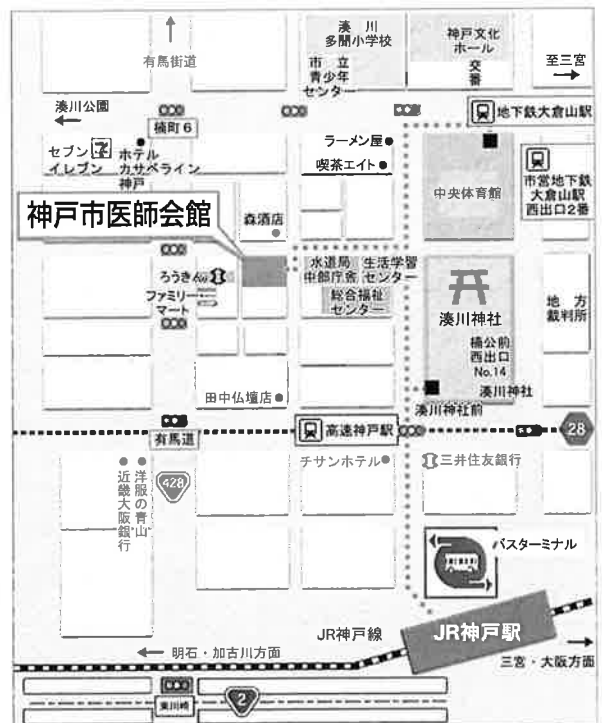 湊川
多聞小学校
神戸文化
ホール
市立
青少年
センター
交番
至三宮
有馬街道
湊川公園
楠町6
地下鉄大倉山駅
ラーメン屋
喫茶エイト
セブン
イレブン
ホテル
カサベライン
神戸
中央体育館
市営地下鉄
大倉山駅
西出口2番
神戸市医師会館
森酒店
水道局
中部庁舎
生活学習
センター
総合福祉
センター
ろうきん
ファミリー
マート
湊川神社
地方
裁判所
楠公前
西出口
No.14
湊川神社
湊川神社前
田中仏壇店
有馬道
高速神戸駅
28
チサンホテル
三井住友銀行
428
洋服の青山
近畿大阪銀行
バスターミナル
JR神戸線
JR神戸駅
明石・加古川方面
三宮・大阪方面
東川崎
2